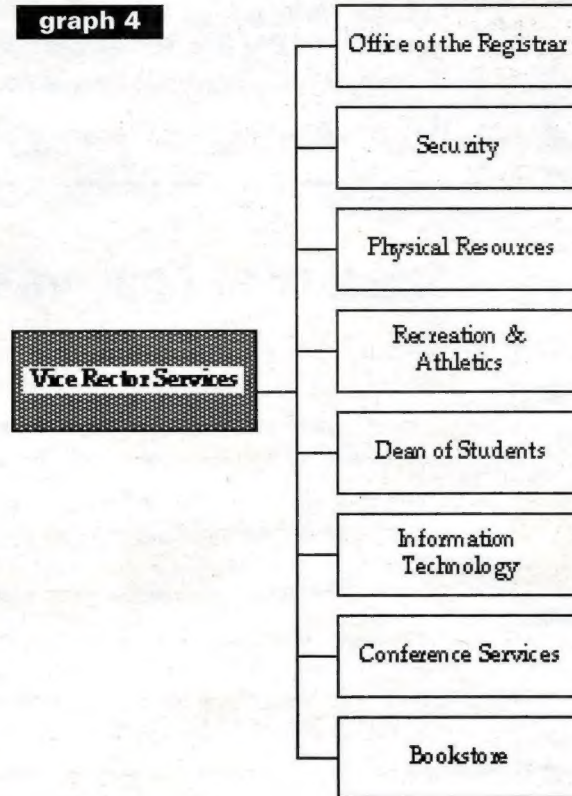 graph 4
Office of the Registrar
Security
Physical Resources
Recreation &
Athletics
Vice Rector Services
Dean of Students
Information
Technology
Conference Services
Bookstore